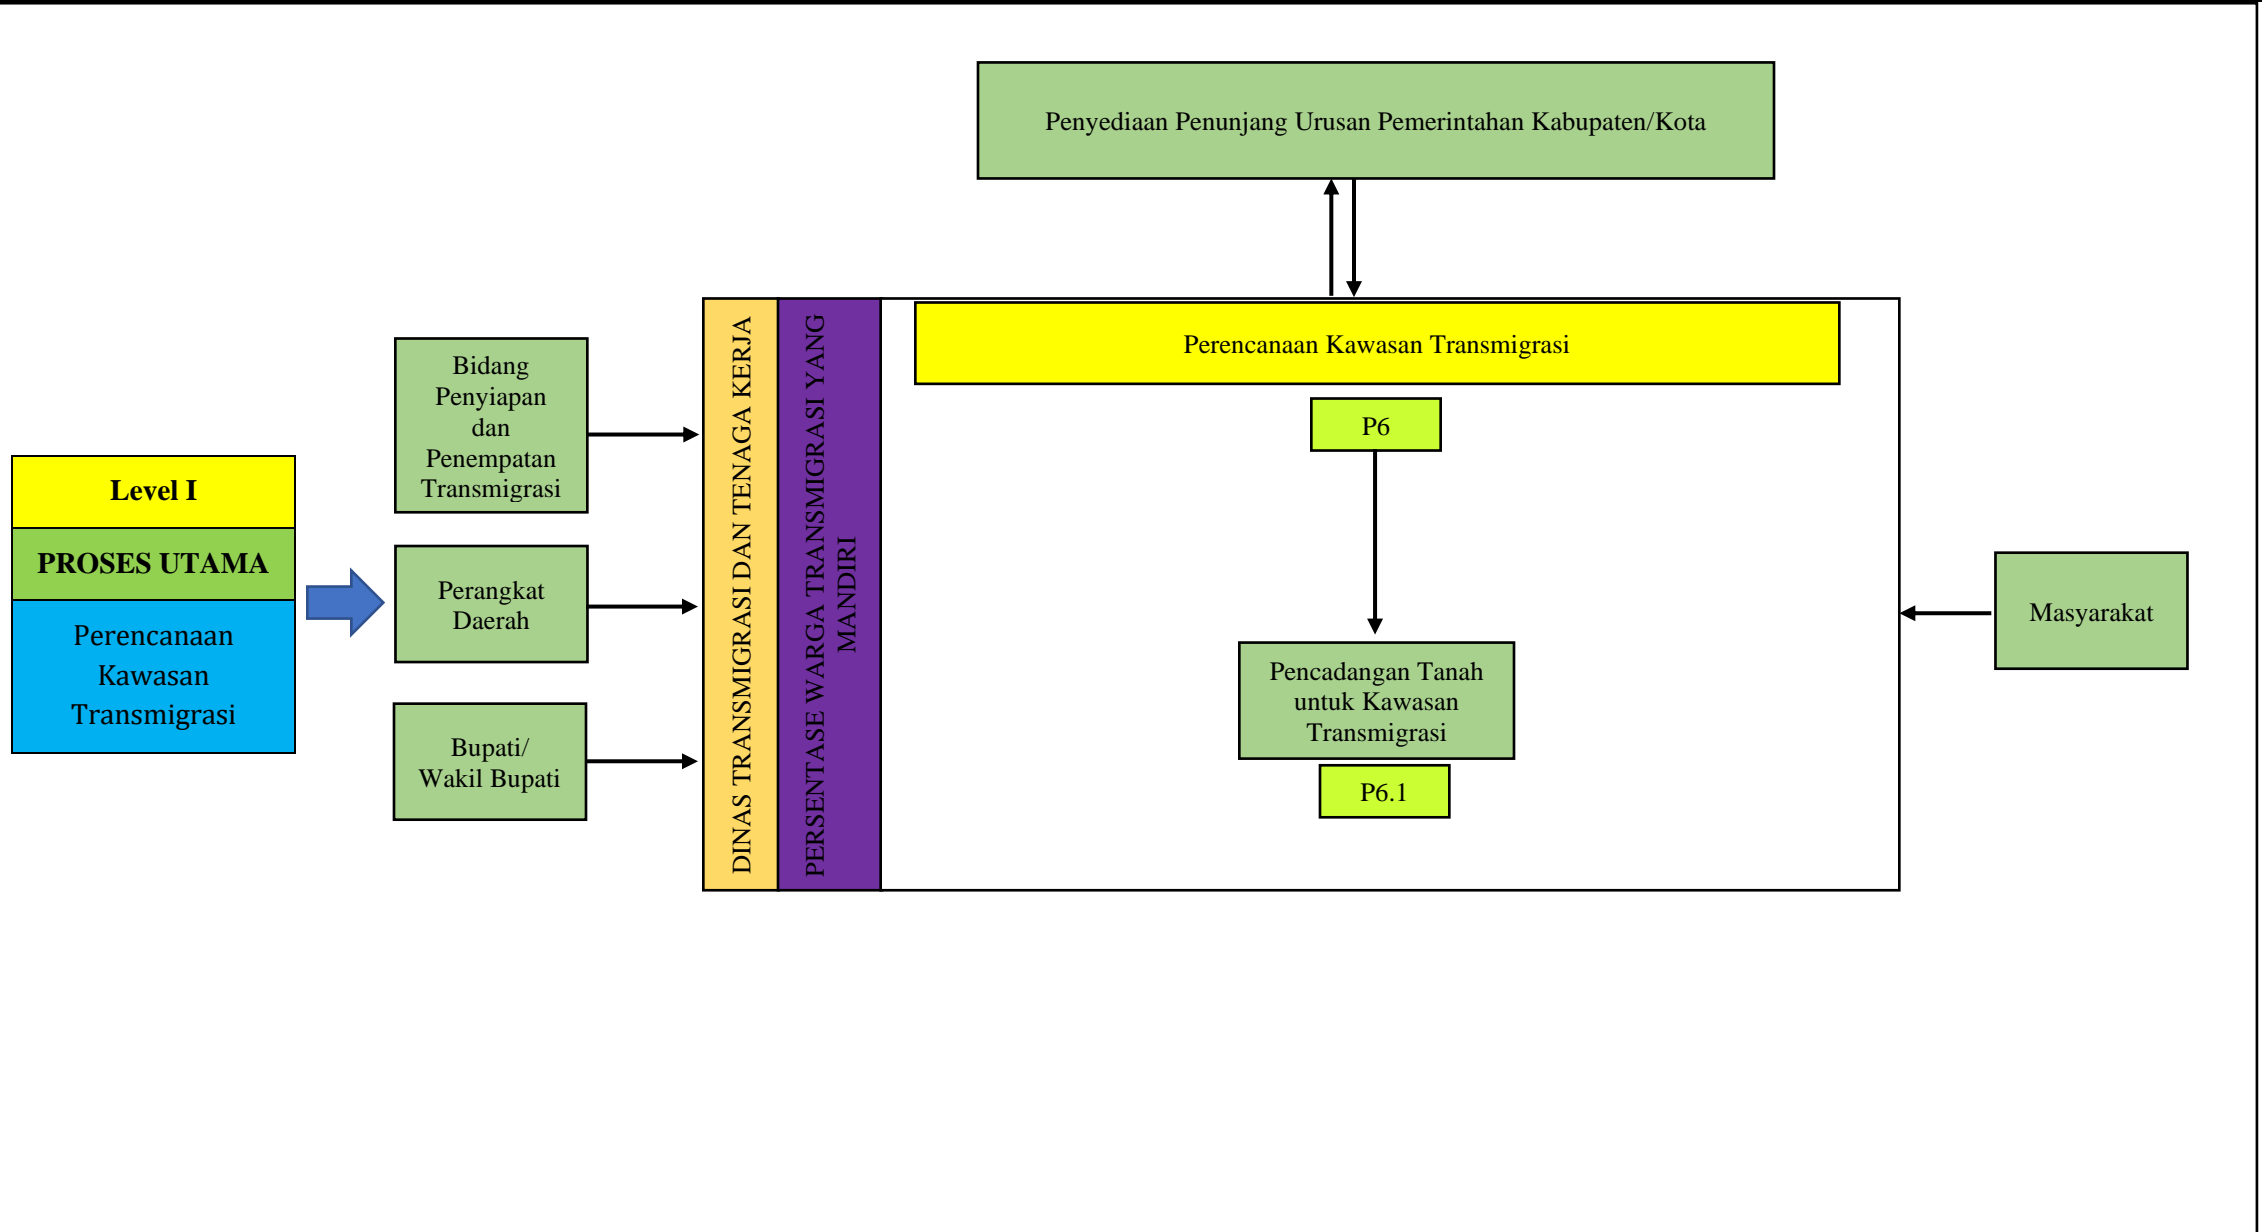 Penyediaan Penunjang Urusan Pemerintahan Kabupaten/Kota
Level I
PROSES UTAMA
Perencanaan
Kawasan
Transmigrasi
Bidang
Penyiapan
dan
Penempatan
Transmigrasi
Perangkat
Daerah
Bupati/
Wakil Bupati
DINAS TRANSMIGRASI DAN TENAGA KERJA
PERSENTASE WARGA TRANSMIGRASI YANG
MANDIRI
Perencanaan Kawasan Transmigrasi
P6
Pencadangan Tanah
untuk Kawasan
Transmigrasi
P6.1
Masyarakat